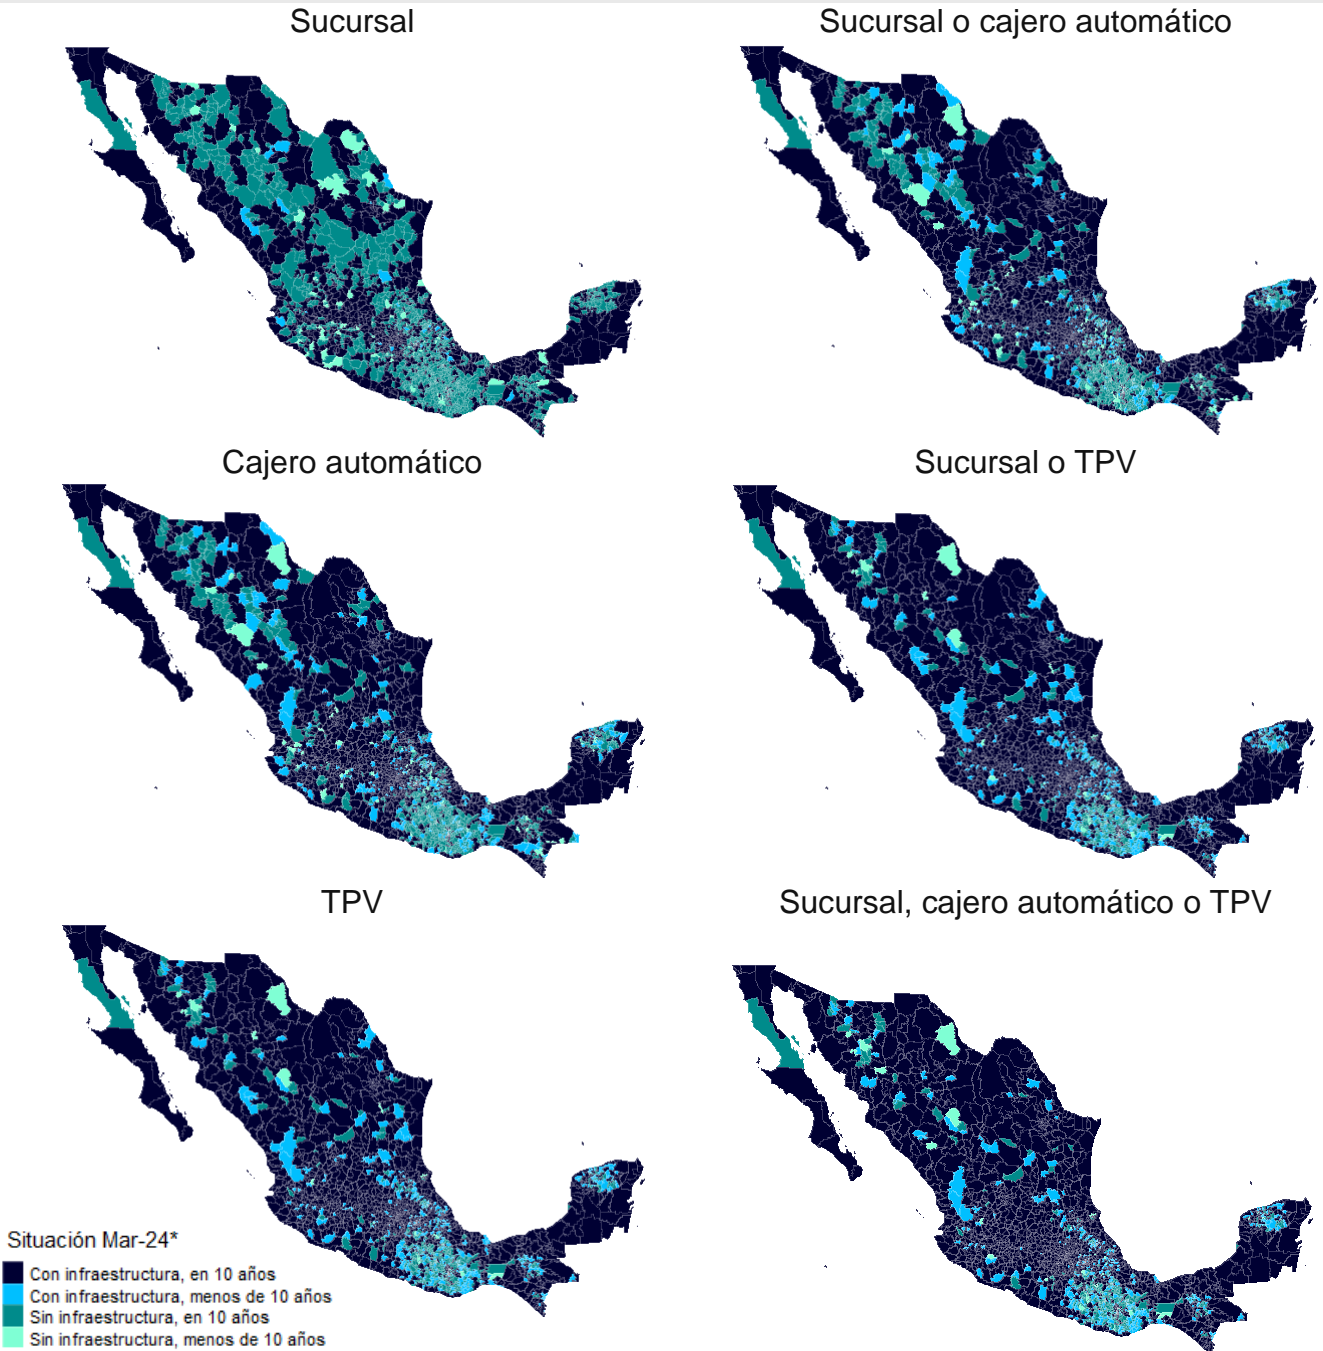 Sucursal
Sucursal o cajero automático
Cajero automático
Sucursal o TPV
TPV
Sucursal, cajero automático o TPV
Situación Mar-24*
Con infraestructura, en 10 años
Con infraestructura, menos de 10 años
Sin infraestructura, en 10 años
Sin infraestructura, menos de 10 años